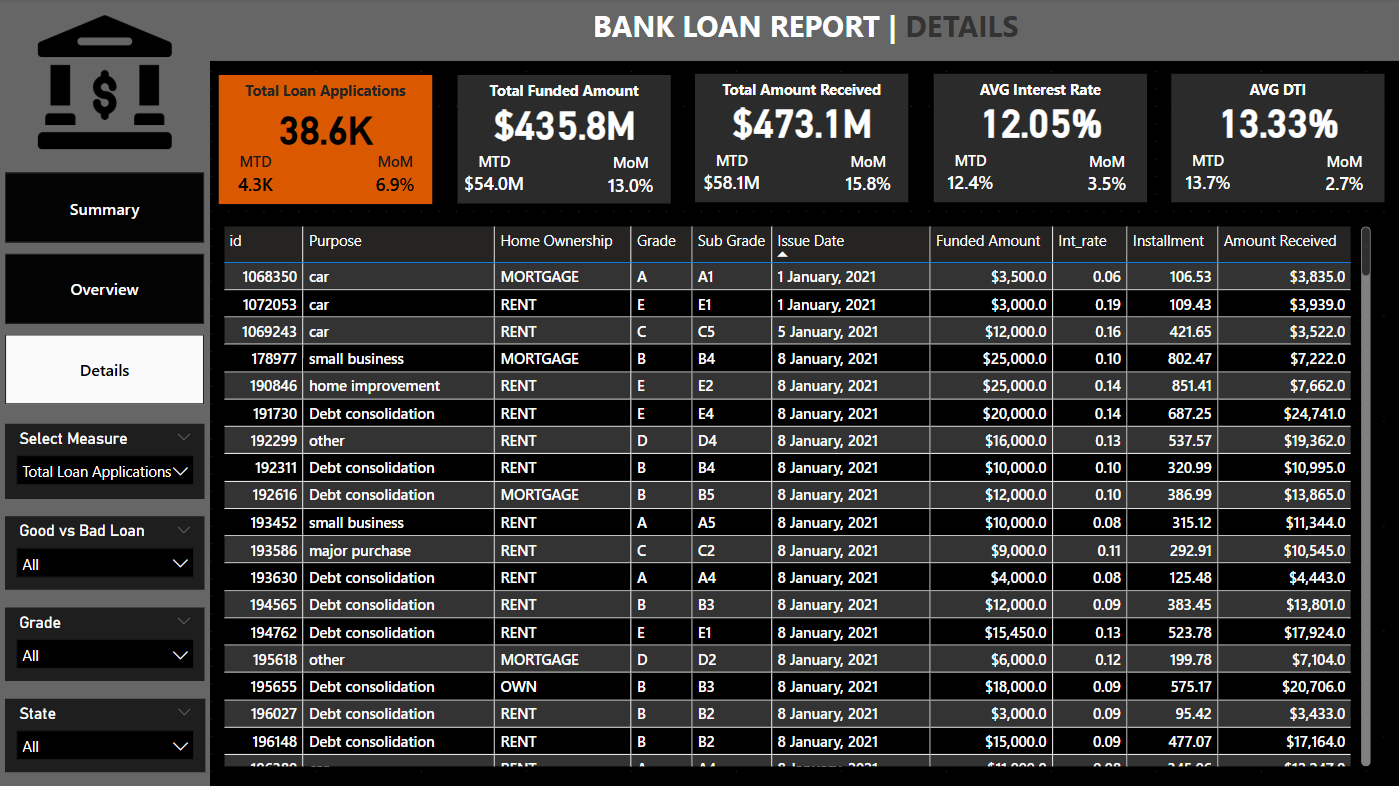 BANK LOAN REPORT | DETAILS
$
Total Loan Applications
38.6K
MTD MoM
4.3K 6.9%
Total Funded Amount
$435.8M
MTD MoM
$54.0M 13.0%
Total Amount Received
$473.1M
MTD MoM
$58.1M 15.8%
AVG Interest Rate
12.05%
MTD MoM
12.4% 3.5%
AVG DTI
13.33%
MTD MoM
13.7% 2.7%
Summary
Overview
Details
Select Measure
Total Loan Applications
Good vs Bad Loan
All
Grade
All
State
All
id Purpose Home Ownership Grade Sub Grade Issue Date Funded Amount Int_rate Installment Amount Received
1068350 car MORTGAGE A A1 1 January, 2021 $3,500.0 0.06 106.53 $3,835.0
1072053 car RENT E E1 1 January, 2021 $3,000.0 0.19 109.43 $3,939.0
1069243 car RENT C C5 5 January, 2021 $12,000.0 0.16 421.65 $3,522.0
178977 small business MORTGAGE B B4 8 January, 2021 $25,000.0 0.10 802.47 $7,222.0
190846 home improvement RENT E E2 8 January, 2021 $25,000.0 0.14 851.41 $7,662.0
191730 Debt consolidation RENT E E4 8 January, 2021 $20,000.0 0.14 687.25 $24,741.0
192299 other RENT D D4 8 January, 2021 $16,000.0 0.13 537.57 $19,362.0
192311 Debt consolidation RENT B B4 8 January, 2021 $10,000.0 0.10 320.99 $10,995.0
192616 Debt consolidation MORTGAGE B B5 8 January, 2021 $12,000.0 0.10 386.99 $13,865.0
193452 small business RENT A A5 8 January, 2021 $10,000.0 0.08 315.12 $11,344.0
193586 major purchase RENT C C2 8 January, 2021 $9,000.0 0.11 292.91 $10,545.0
193630 Debt consolidation RENT A A4 8 January, 2021 $4,000.0 0.08 125.48 $4,443.0
194565 Debt consolidation RENT B B3 8 January, 2021 $12,000.0 0.09 383.45 $13,801.0
194762 Debt consolidation RENT E E1 8 January, 2021 $15,450.0 0.13 523.78 $17,924.0
195618 other MORTGAGE D D2 8 January, 2021 $6,000.0 0.12 199.78 $7,104.0
195655 Debt consolidation OWN B B3 8 January, 2021 $18,000.0 0.09 575.17 $20,706.0
196027 Debt consolidation RENT B B2 8 January, 2021 $3,000.0 0.09 95.42 $3,433.0
196148 Debt consolidation RENT B B2 8 January, 2021 $15,000.0 0.09 477.07 $17,164.0